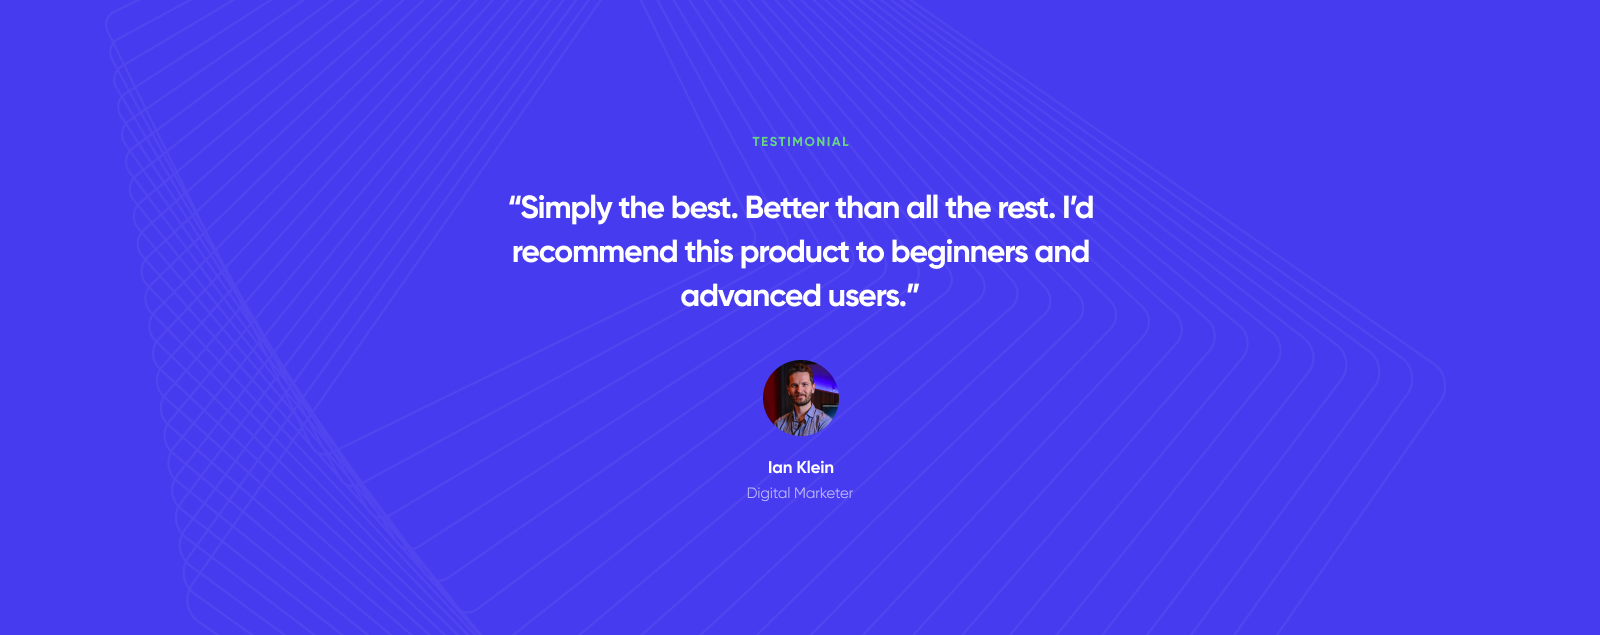 TESTIMONIAL
“Simply the best. Better than all the rest. I’d
recommend this product to beginners and
advanced users.”
Ian Klein
Digital Marketer